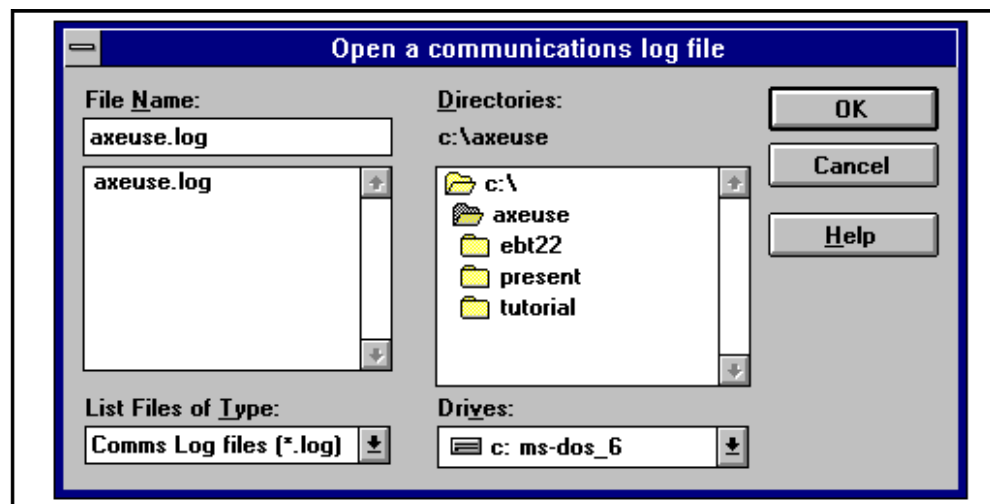 Open a communications log file
File Name:
axeuse.log
axeuse.log
List Files of Type:
Comms Log files (*.log)
Directories:
c:\axeuse
c:\
axeuse
ebt22
present
tutorial
Drives:
c: ms-dos_6
OK
Cancel
Help